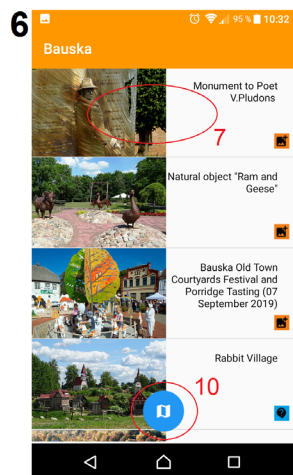 6
95 % 10:32
Bauska
Monument to Poet
V.Pludons
7
Natural object "Ram and
Geese"
Bauska Old Town
Courtyards Festival and
Porridge Tasting (07
September 2019)
Rabbit Village
10